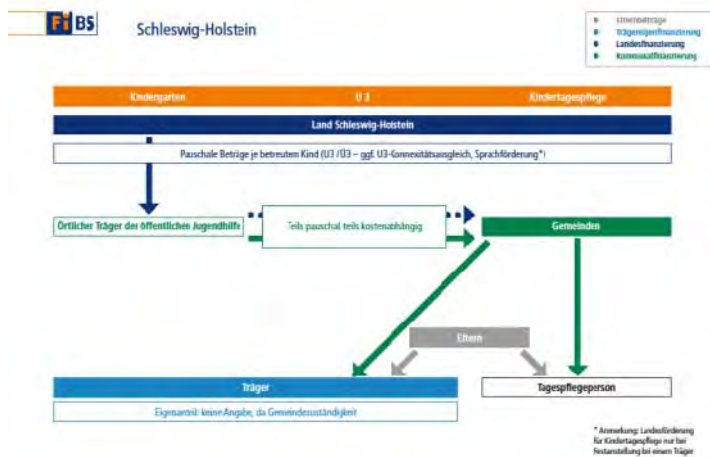 FiBS
Schleswig-Holstein
Elternbeiträge
Trägereigenfinanzierung
Landesfinanzierung
Kommunalfinanzierung
Kindergarten U 3 Kindertagespflege
Land Schleswig-Holstein
Pauschale Beträge je betreutem Kind (U3 /Ü3 – ggf. U3-Konnexitätsausgleich, Sprachförderung*)
Örtlicher Träger der öffentlichen Jugendhilfe
Teils pauschal teils kostenabhängig
Gemeinden
Eltern
Träger
Tagespflegeperson
Eigenantril: keine Angabe, da Gemeindezuständigkeit
* Anmerkung: Landesförderung
für Kindertagespflege nur bei
Festanstellung bei einem Träger